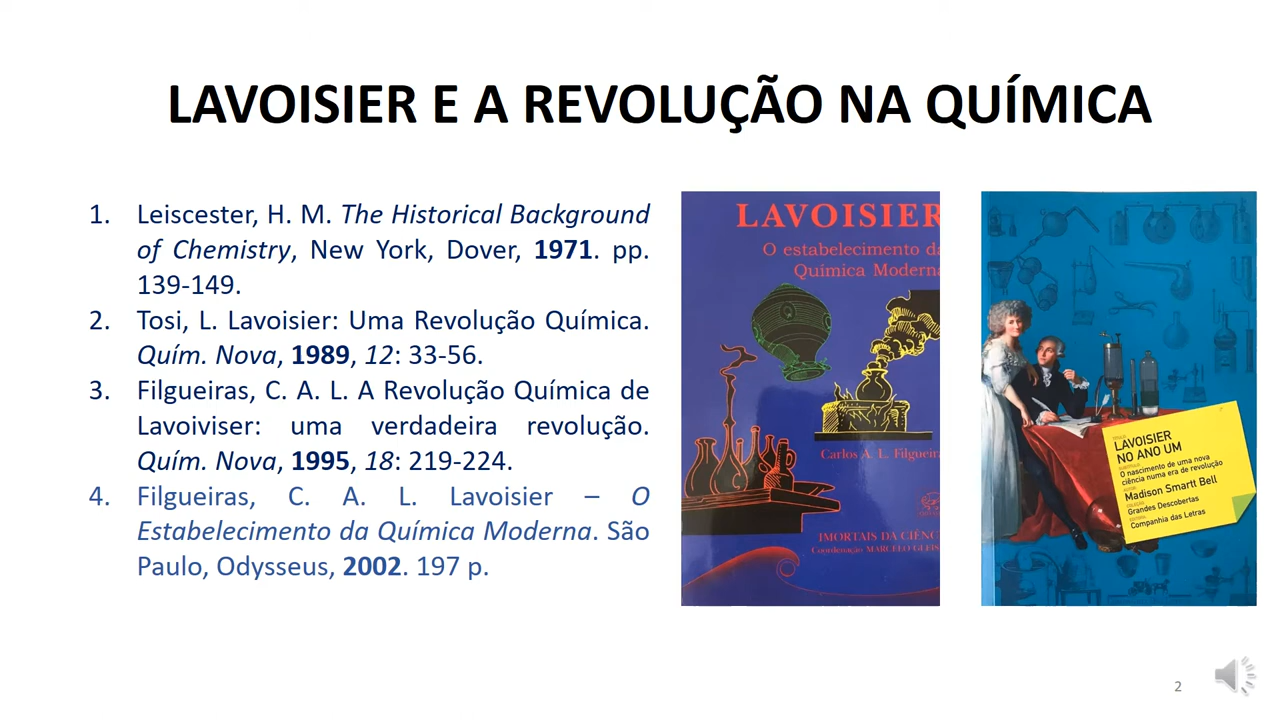 LAVOISIER E A REVOLUÇÃO NA QUÍMICA
1. Leiscester, H. M. The Historical Background
of Chemistry, New York, Dover, 1971. pp.
139-149.
2. Tosi, L. Lavoisier: Uma Revolução Química.
Quím. Nova, 1989, 12: 33-56.
3. Filgueiras, C. A. L. A Revolução Química de
Lavoiviser: uma verdadeira revolução.
Quím. Nova, 1995, 18: 219-224.
4. Filgueiras, C. A. L. Lavoisier – O
Estabelecimento da Química Moderna. São
Paulo, Odysseus, 2002. 197 p.
LAVOISIER
O estabelecimento da
Química Moderna
Carlos A. L. Filgueira
IMORTAIS DA CIÊNC
Coordenação MARCELO GLEIS
LAVOISIER
NO ANO UM
O nascimento de uma nova
ciência numa era de revolução
Madison Smartt Bell
Grandes Descobertas
Companhia das Letras
2